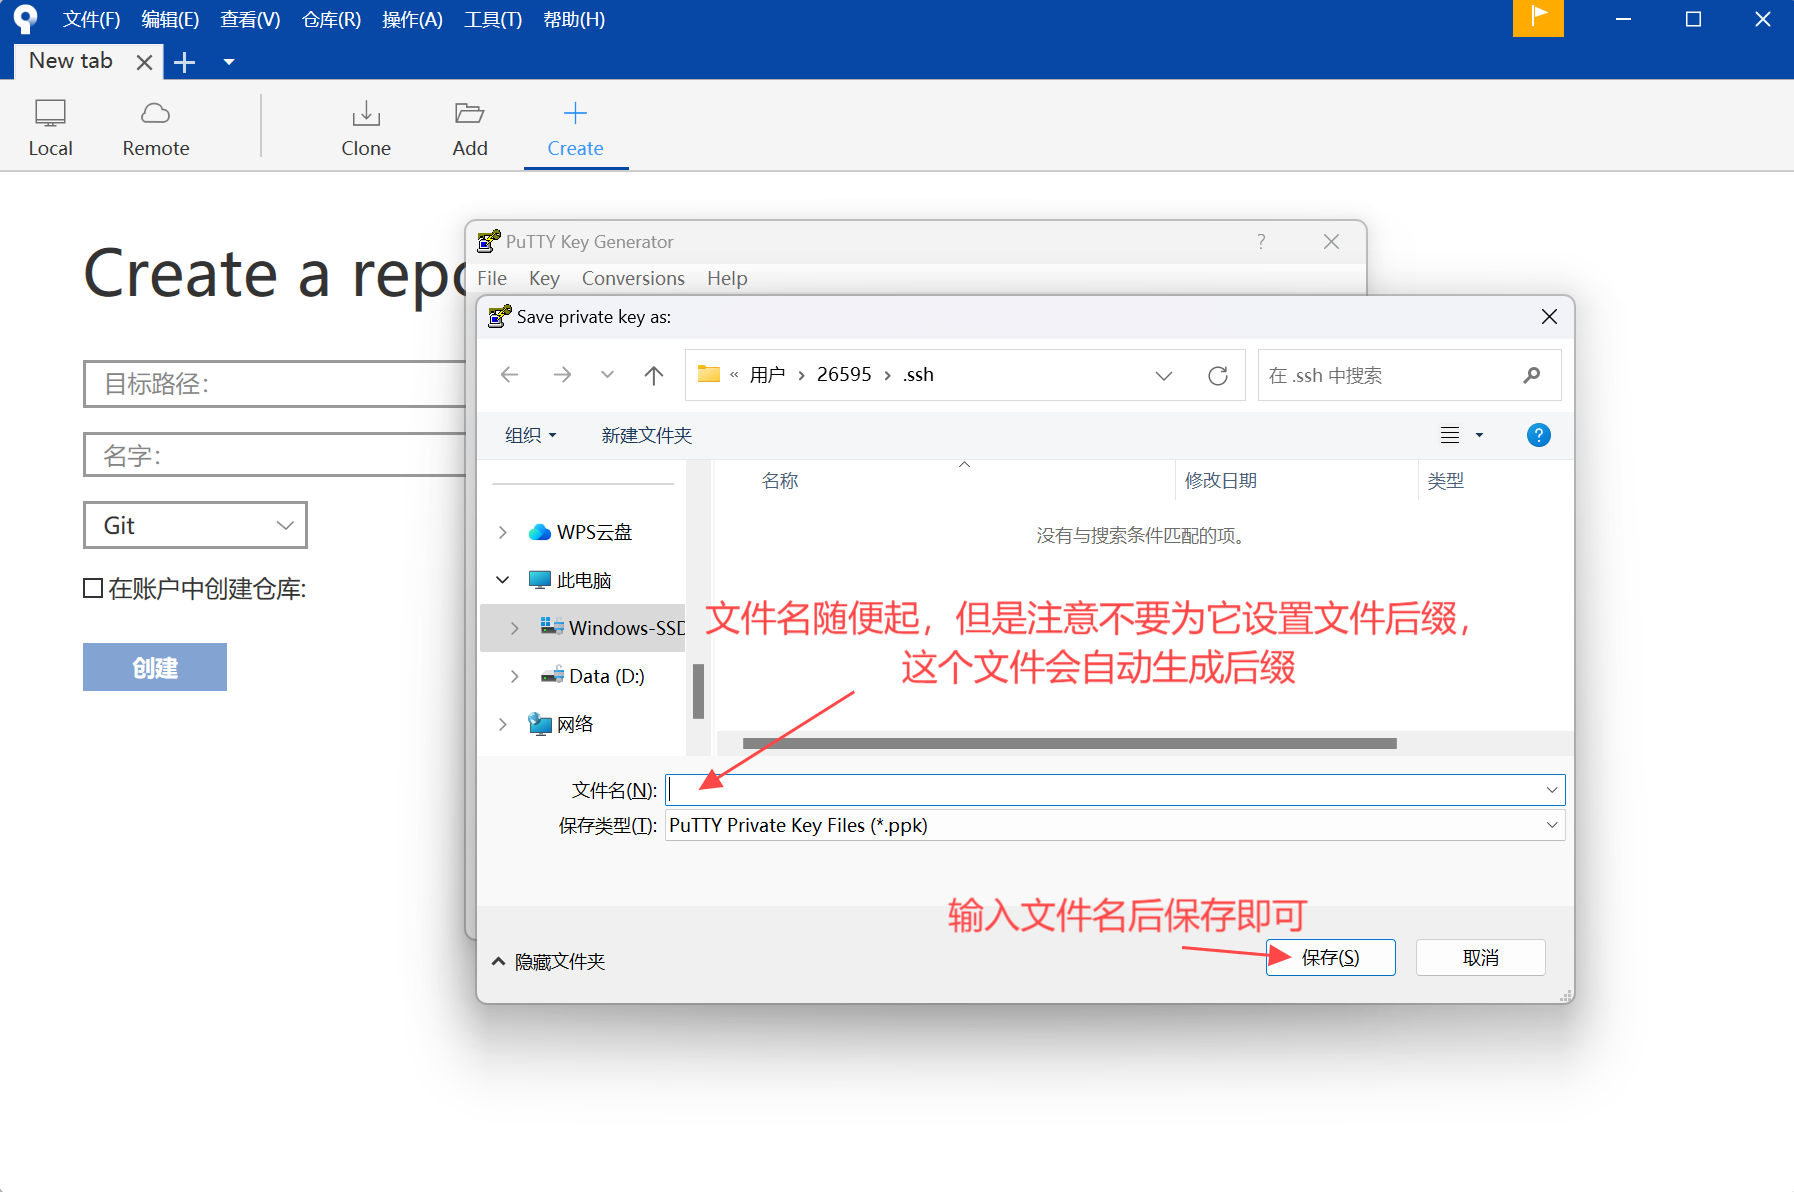 文件(F) 编辑(E) 查看(V) 仓库(R) 操作(A) 工具(T) 帮助(H)
New tab
Local Remote Clone Add Create
Create a repo
PuTTY Key Generator ?
File Key Conversions Help
Save private key as:
目标路径：
« 用户 › 26595 › .ssh
在 .ssh 中搜索
名字：
组织 新建文件夹 ?
名称 修改日期 类型
Git
没有与搜索条件匹配的项。
WPS云盘
此电脑
在账户中创建仓库:
Windows-SSD
文件名随便起，但是注意不要为它设置文件后缀，
这个文件会自动生成后缀
创建
Data (D:)
网络
文件名(N):
保存类型(T): PuTTY Private Key Files (*.ppk)
输入文件名后保存即可
隐藏文件夹
保存(S) 取消